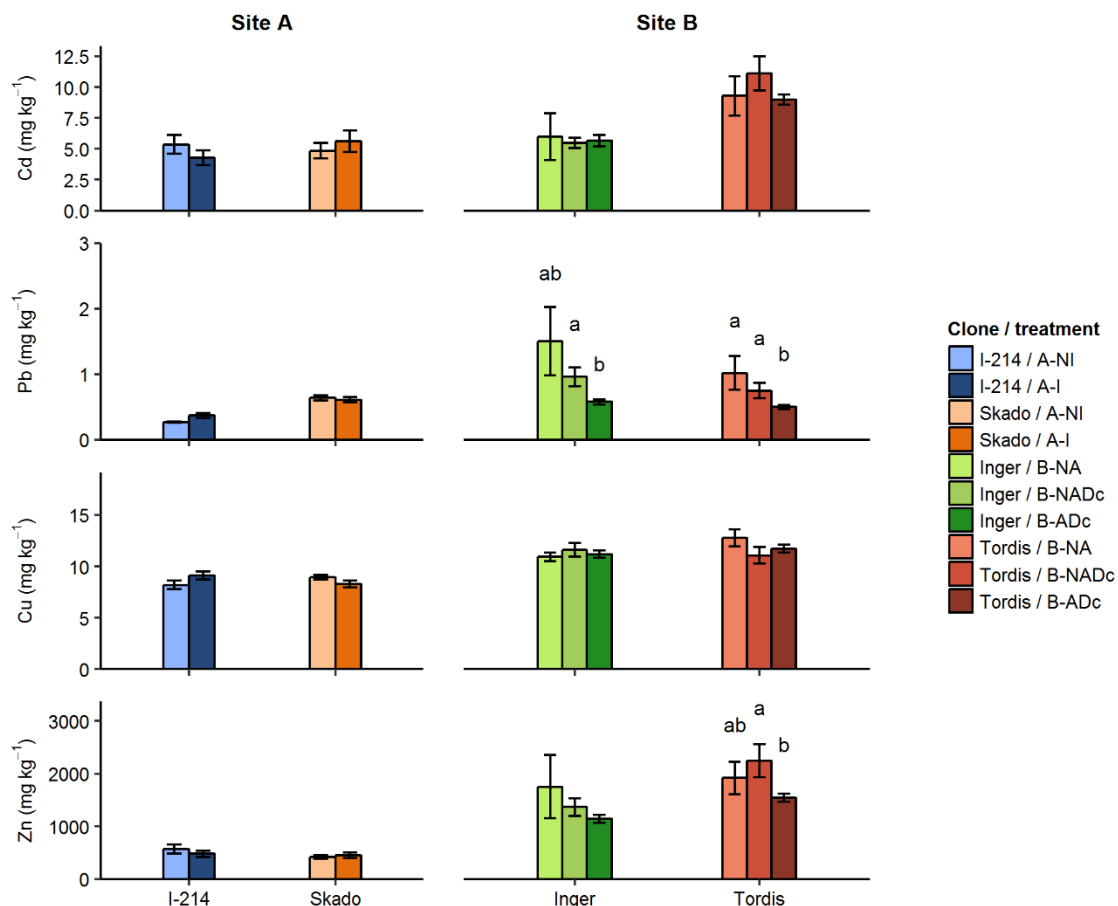 Site A
Site B
Cd (mg kg⁻¹)
12.5
10.0
7.5
5.0
2.5
0.0
Pb (mg kg⁻¹)
3
2
1
0
ab
a
b
a
a
b
Cu (mg kg⁻¹)
15
10
5
0
Zn (mg kg⁻¹)
3000
2000
1000
0
ab
a
b
I-214
Skado
Inger
Tordis
Clone / treatment
I-214 / A-NI
I-214 / A-I
Skado / A-NI
Skado / A-I
Inger / B-NA
Inger / B-NADc
Inger / B-ADc
Tordis / B-NA
Tordis / B-NADc
Tordis / B-ADc